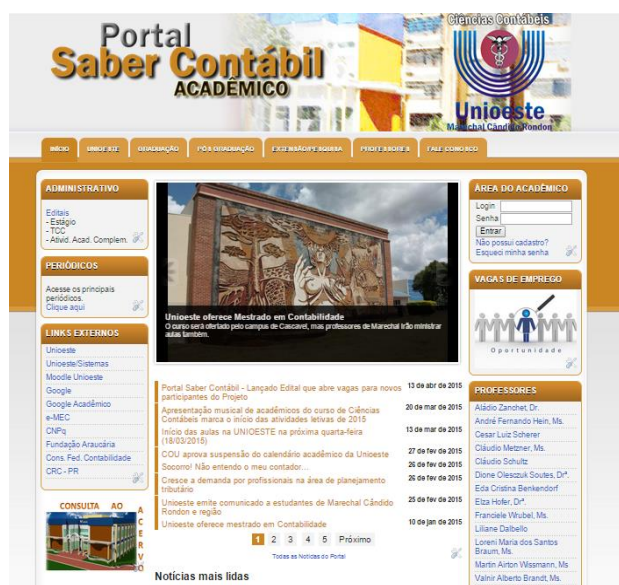 Portal
Saber Contábil
ACADÊMICO
Ciências Contábeis
Unioeste
Marechal Cândido Rondon
INÍCIO
UNIOESTE
GRADUAÇÃO
PÓS GRADUAÇÃO
EXTENSÃO/PESQUISA
PROFESSORES
FALE CONOSCO
ADMINISTRATIVO
Editais
- Estágio
- TCC
- Ativid. Acad. Complem.
PERIÓDICOS
Acesse os principais
periódicos.
Clique aqui
LINKS EXTERNOS
Unioeste
Unioeste/Sistemas
Moodle Unioeste
Google
Google Acadêmico
e-MEC
CNPq
Fundação Araucária
Cons. Fed. Contabilidade
CRC - PR
CONSULTA AO
ACERVO
Unioeste oferece Mestrado em Contabilidade
O curso será ofertado pelo campus de Cascavel, mas professores de Marechal irão ministrar
aulas também.
Portal Saber Contábil - Lançado Edital que abre vagas para novos 13 de abr de 2015
participantes do Projeto
Apresentação musical de acadêmicos do curso de Ciências 20 de mar de 2015
Contábeis marca o início das atividades letivas de 2015
Início das aulas na UNIOESTE na próxima quarta-feira 13 de mar de 2015
(18/03/2015)
COU aprova suspensão do calendário acadêmico da Unioeste 27 de fev de 2015
Socorro! Não entendo o meu contador... 26 de fev de 2015
Cresce a demanda por profissionais na área de planejamento 26 de fev de 2015
tributário
Unioeste emite comunicado a estudantes de Marechal Cândido 25 de fev de 2015
Rondon e região
Unioeste oferece mestrado em Contabilidade 10 de jan de 2015
1 2 3 4 5 Próximo
Todas as Notícias do Portal
Notícias mais lidas
ÁREA DO ACADÊMICO
Login
Senha
Entrar
Não possui cadastro?
Esqueci minha senha
VAGAS DE EMPREGO
Oportunidade
PROFESSORES
Aládio Zanchet, Dr.
André Fernando Hein, Ms.
Cesar Luiz Scherer
Cláudio Metzner, Ms.
Cláudio Schultz
Dione Olesczuk Soutes, Drª.
Eda Cristina Benkendorf
Elza Hofer, Drª.
Franciele Wrubel, Ms.
Liliane Dalbello
Loreni Maria dos Santos
Braum, Ms.
Martin Airton Wissmann, Ms
Valnir Alberto Brandt, Ms.